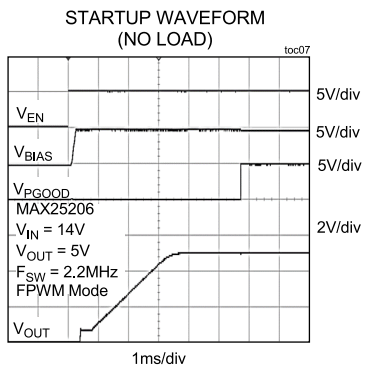 STARTUP WAVEFORM
(NO LOAD)
toc07
5V/div
VEN
5V/div
VBIAS
5V/div
VPGOOD
MAX25206
VIN = 14V
2V/div
VOUT = 5V
FSW = 2.2MHz
FPWM Mode
VOUT
1ms/div